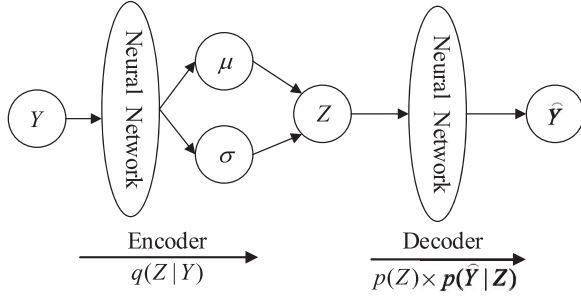 Y
Neural Network
μ
σ
Z
Neural Network
Ŷ
Encoder
q(Z | Y)
Decoder
p(Z) × p(Ŷ | Z)